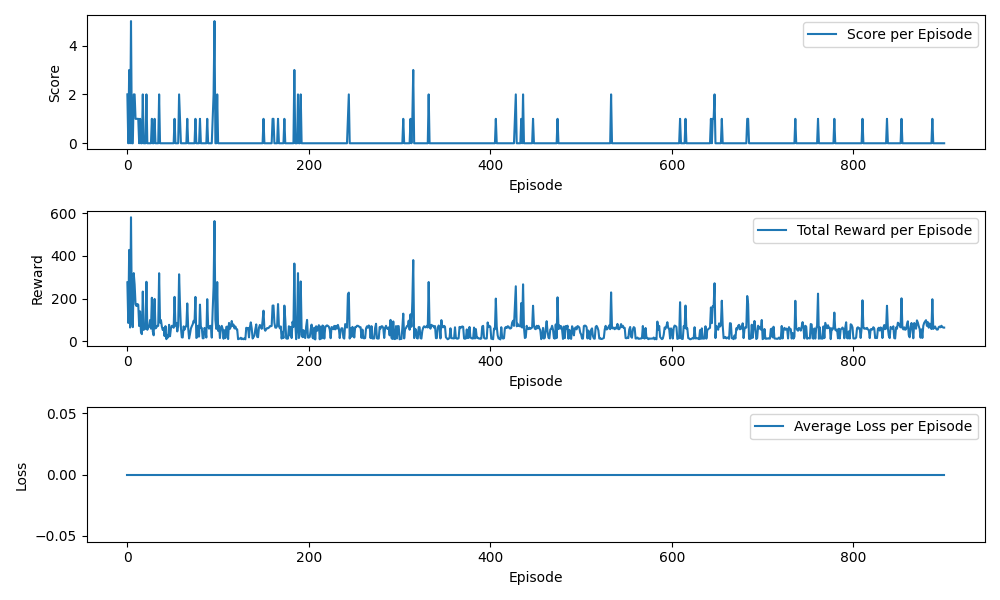 Score per Episode
4
2
0
Score
0 200 400 600 800
Episode
Total Reward per Episode
600
400
200
0
Reward
0 200 400 600 800
Episode
Average Loss per Episode
0.05
0.00
−0.05
Loss
0 200 400 600 800
Episode